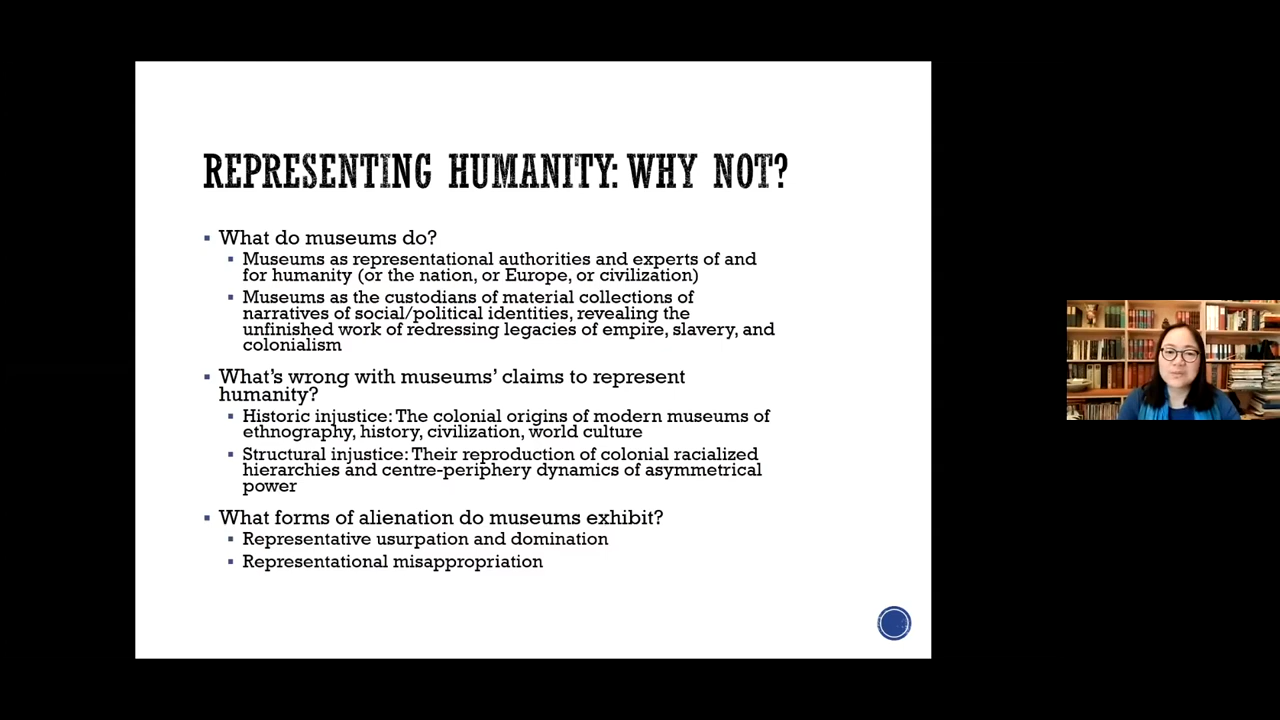 REPRESENTING HUMANITY: WHY NOT?
What do museums do?
Museums as representational authorities and experts of and
for humanity (or the nation, or Europe, or civilization)
Museums as the custodians of material collections of
narratives of social/political identities, revealing the
unfinished work of redressing legacies of empire, slavery, and
colonialism
What's wrong with museums' claims to represent
humanity?
Historic injustice: The colonial origins of modern museums of
ethnography, history, civilization, world culture
Structural injustice: Their reproduction of colonial racialized
hierarchies and centre-periphery dynamics of asymmetrical
power
What forms of alienation do museums exhibit?
Representative usurpation and domination
Representational misappropriation